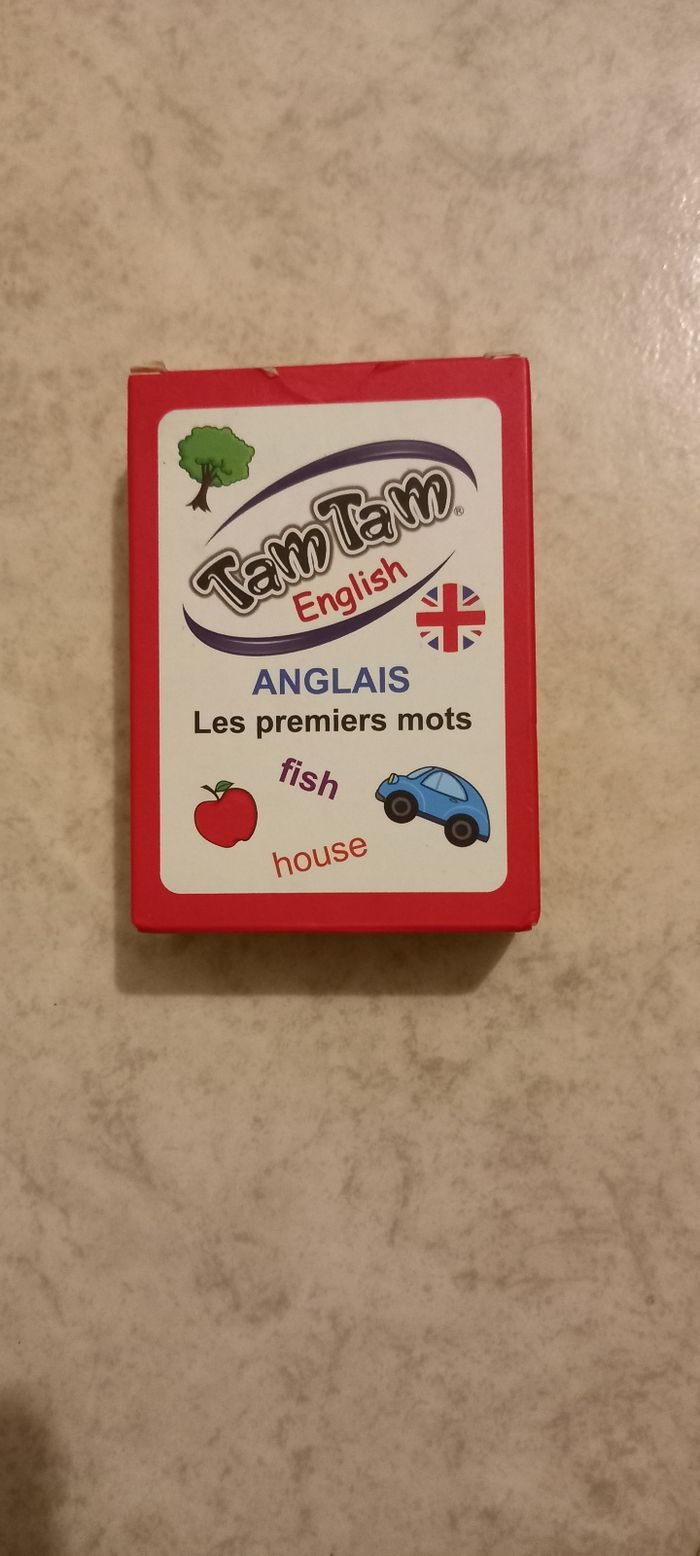 Tam Tam®
English
ANGLAIS
Les premiers mots
fish
house